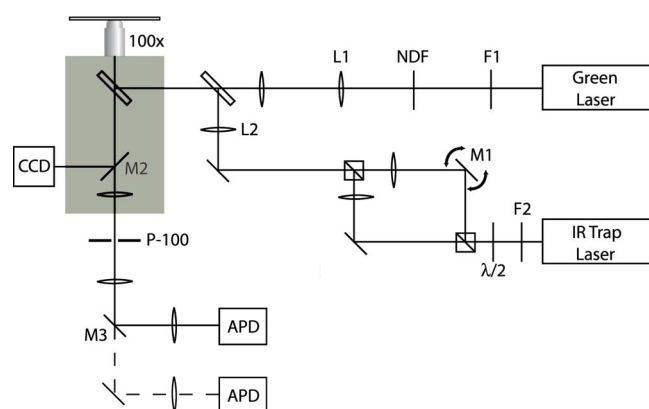 100x
L1
NDF
F1
Green
Laser
L2
CCD
M2
M1
F2
IR Trap
Laser
λ/2
P-100
M3
APD
APD